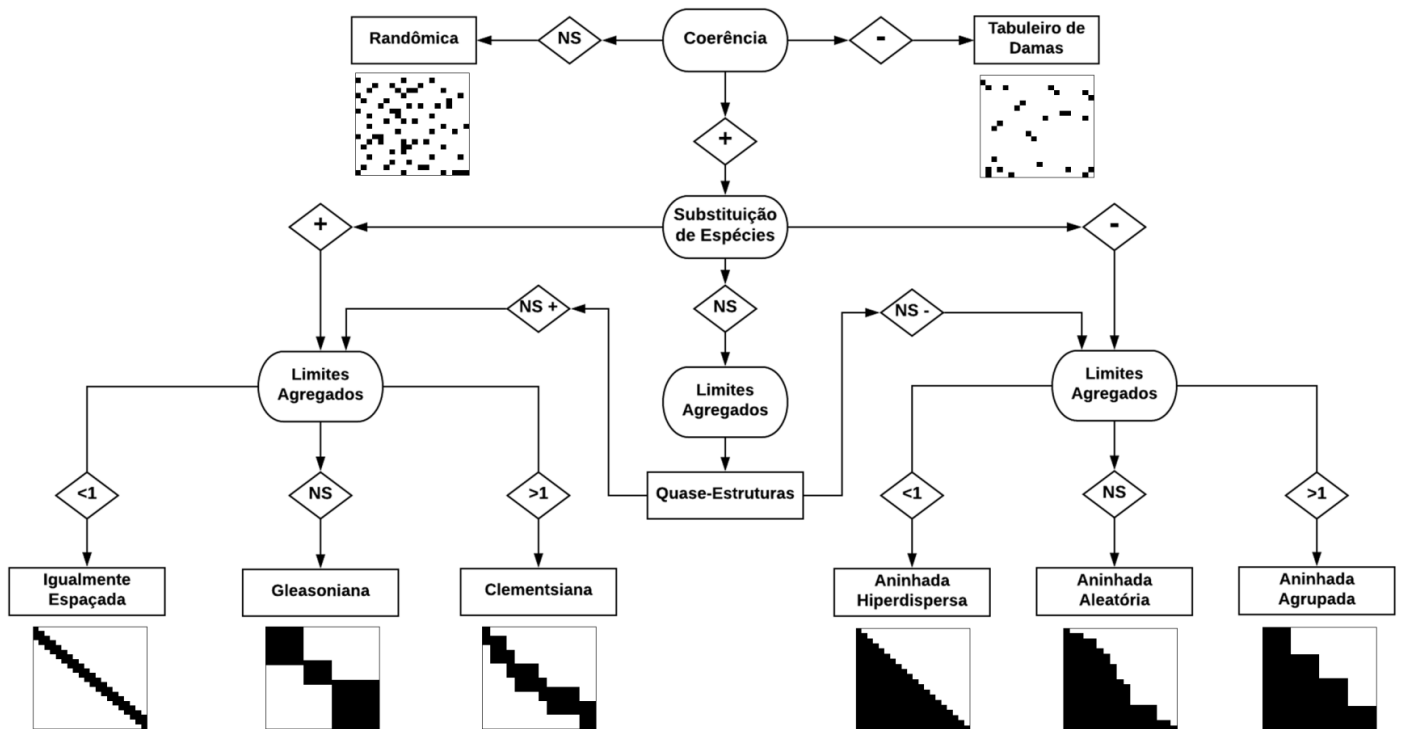 Randômica
NS
Coerência
-
Tabuleiro de
Damas
+
+
Substituição
de Espécies
-
NS +
NS
NS -
Limites
Agregados
Limites
Agregados
Limites
Agregados
<1
NS
>1
Quase-Estruturas
<1
NS
>1
Igualmente
Espaçada
Gleasoniana
Clementsiana
Aninhada
Hiperdispersa
Aninhada
Aleatória
Aninhada
Agrupada